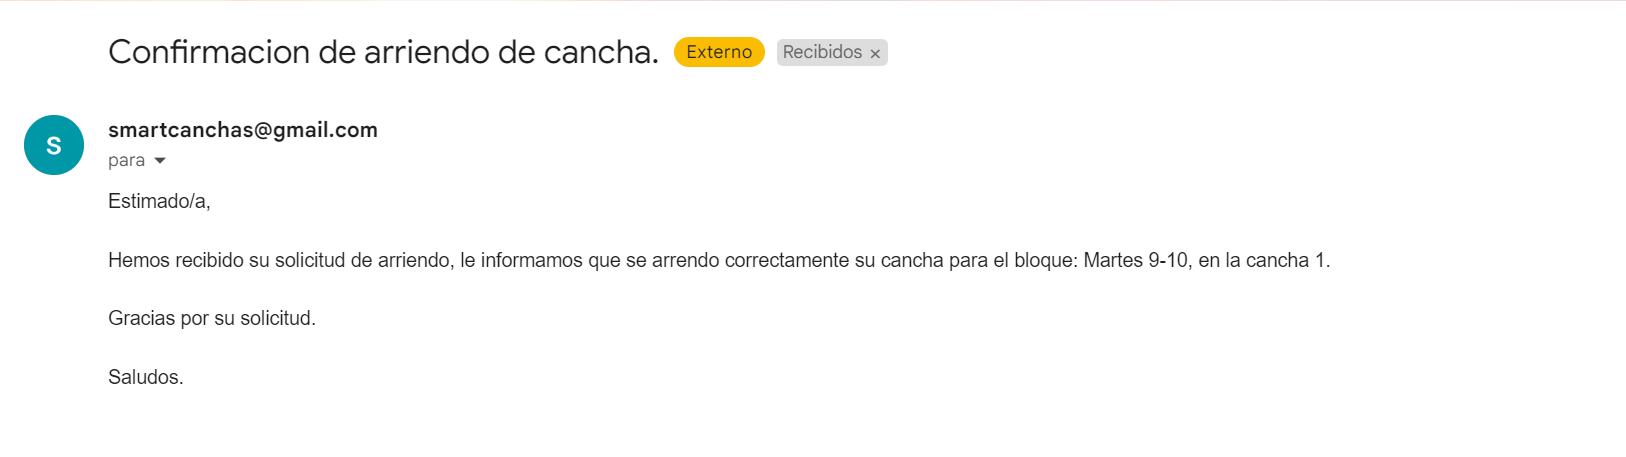 Confirmacion de arriendo de cancha. Externo Recibidos ×
S
smartcanchas@gmail.com
para
Estimado/a,
Hemos recibido su solicitud de arriendo, le informamos que se arrendo correctamente su cancha para el bloque: Martes 9-10, en la cancha 1.
Gracias por su solicitud.
Saludos.